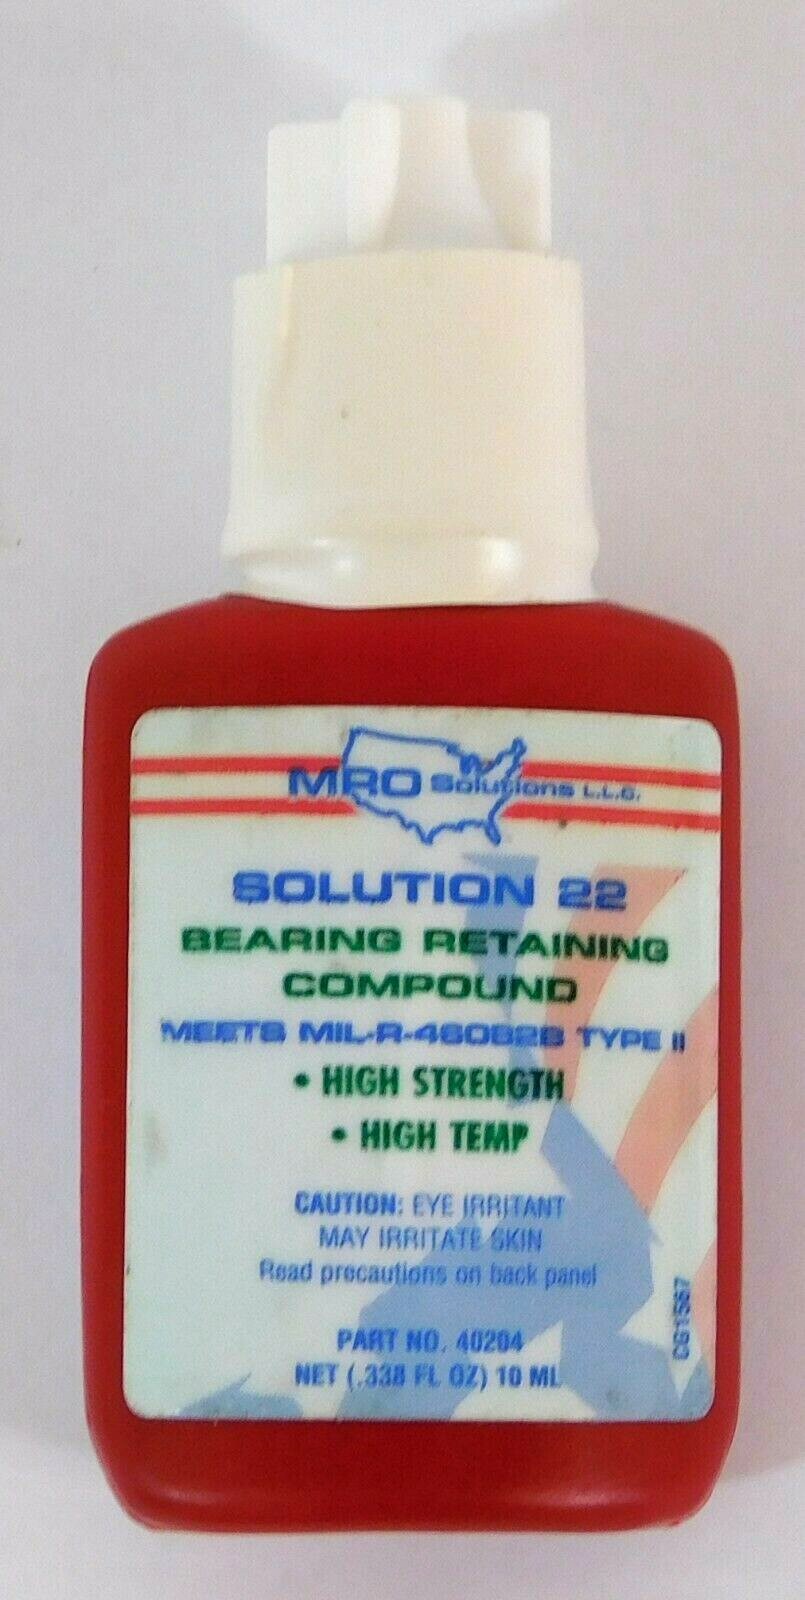 MRO Solutions L.L.C.
SOLUTION 22
BEARING RETAINING
COMPOUND
MEETS MIL-R-46082B TYPE II
• HIGH STRENGTH
• HIGH TEMP
CAUTION: EYE IRRITANT
MAY IRRITATE SKIN
Read precautions on back panel
PART NO. 40204
NET (.338 FL OZ) 10 ML
CG1567